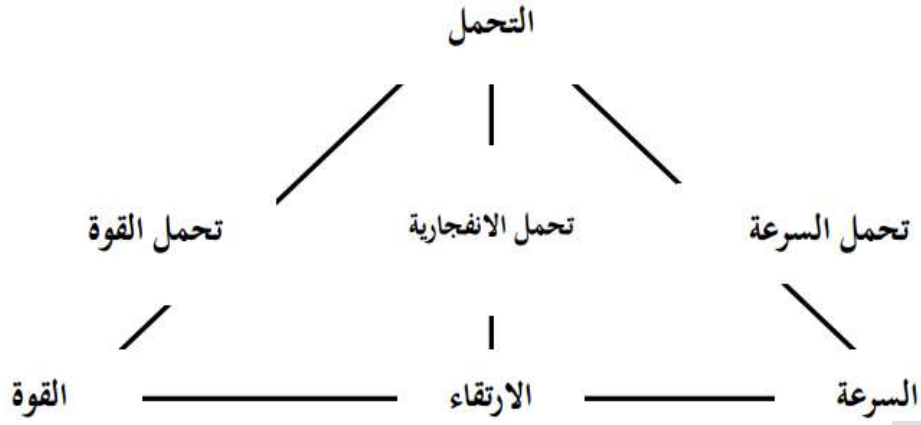 التحمل
تحمل السرعة
تحمل الانفجارية
تحمل القوة
السرعة
الارتقاء
القوة